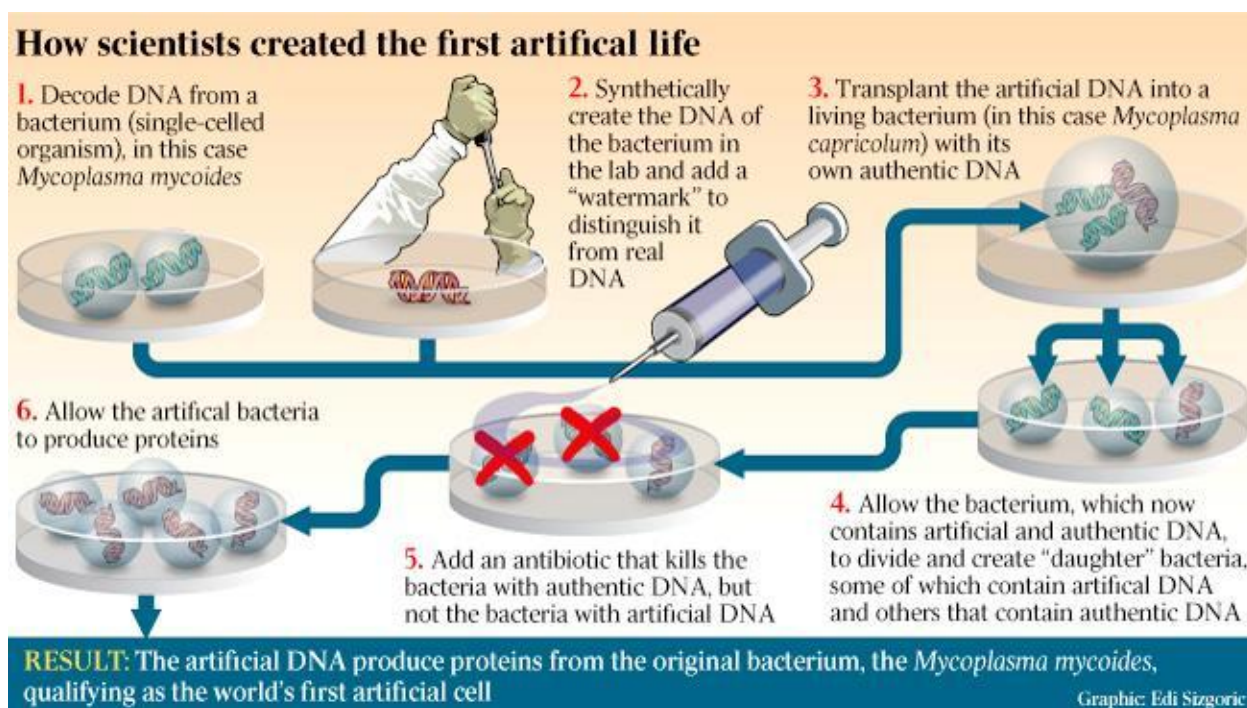 How scientists created the first artifical life
1. Decode DNA from a
bacterium (single-celled
organism), in this case
Mycoplasma mycoides
2. Synthetically
create the DNA of
the bacterium in
the lab and add a
“watermark” to
distinguish it
from real
DNA
3. Transplant the artificial DNA into a
living bacterium (in this case Mycoplasma
capricolum) with its
own authentic DNA
4. Allow the bacterium, which now
contains artificial and authentic DNA,
to divide and create “daughter” bacteria,
some of which contain artifical DNA
and others that contain authentic DNA
5. Add an antibiotic that kills the
bacteria with authentic DNA, but
not the bacteria with artificial DNA
6. Allow the artifical bacteria
to produce proteins
RESULT: The artificial DNA produce proteins from the original bacterium, the Mycoplasma mycoides,
qualifying as the world's first artificial cell
Graphic: Edi Sizgoric